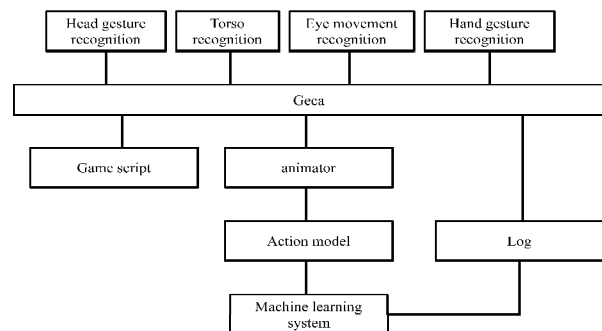 Head gesture
recognition
Torso
recognition
Eye movement
recognition
Hand gesture
recognition
Geca
Game script
animator
Action model
Log
Machine learning
system